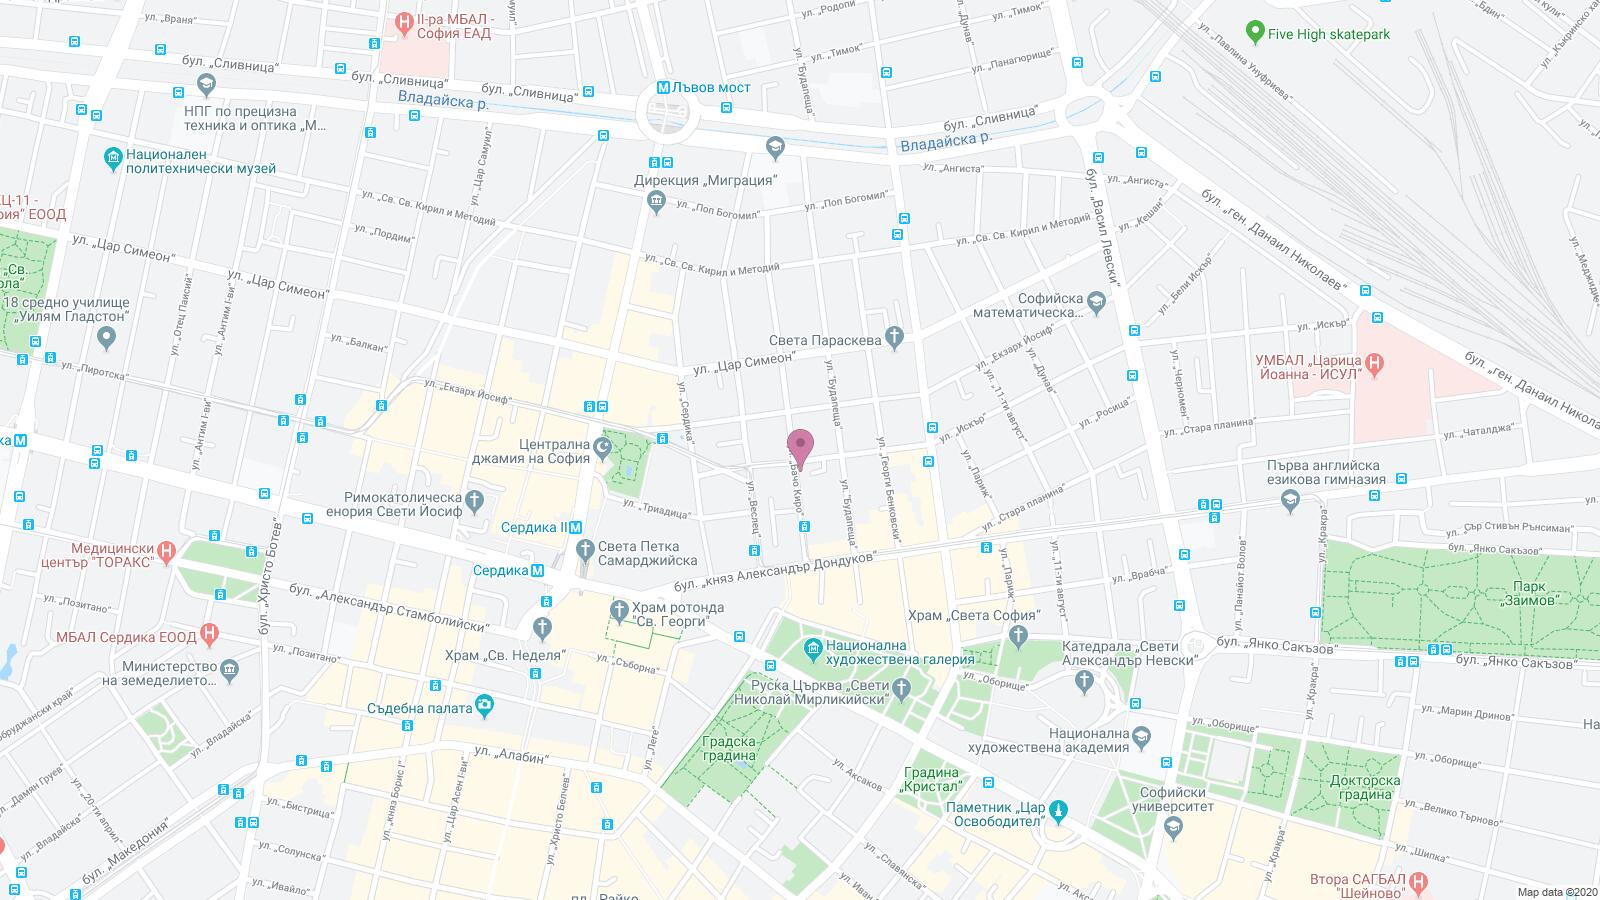 ул. „Враня“
II-ра МБАЛ -
София ЕАД
ул. „Родопи
ул. „Тимок“
Five High skatepark
бул. „Сливница“
бул. „Сливница“
бул. „Сливница“
Владайска р.
Лъвов мост
ул. „Тимок“
ул. „Панагюрище“
ул. „Будапеща“
ул. „Дунав“
ул. „Павлина Унуфриева“
НПГ по прецизна
техника и оптика „М...
бул. „Сливница“
Владайска р.
Национален
политехнически музей
ул. „Цар Самуил“
Дирекция „Миграция“
ул. „Ангиста“
ул. „Ангиста“
ул. „Поп Богомил“
ул. „Поп Богомил“
ул. „Св. Св. Кирил и Методий
ул. „Св. Св. Кирил и Методий
ул. „Св. Св. Кирил и Методий
ул. „Кешан“
бул. „Васил Левски“
бул. „ген. Данаил Николаев“
Ц-11 -
рия“ ЕООД
ул. „Пордим“
ул. „Цар Симеон“
ул. „Цар Симеон“
„Св.
ола“
18 средно училище
„Уилям Гладстон“
ул. „Отец Паисий“
ул. „Антим I-ви“
ул. „Балкан“
ул. „Пиротска“
ул. „Бели Искър“
Софийска
математическа...
Света Параскева
ул. „Цар Симеон“
ул. „Екзарх Йосиф“
ул. „Екзарх Йосиф“
ул. „Искър“
УМБАЛ „Царица
Йоанна - ИСУЛ“
бул. „ген. Данаил Никола
ул. „Черномен“
ул. „Дунав“
ул. „11-ти август“
ул. „Росица“
ул. „Стара планина“
ул. „Чаталджа“
ул. „Сердика“
ул. „Будапеща“
ул. „Искър“
ул. „Антим I-ви“
Централна
джамия на София
ул. „Георги Бенковски“
ул. „Париж“
Първа английска
езикова гимназия
Римокатолическа
енория Свети Йосиф
ул. „Триадица“
ул. „Веслец“
ул. „Бачо Киро“
ул. „Будапеща“
ул. „Стара планина“
ул. „Сър Стивън Рънсиман“
Сердика II
Сердика
Света Петка
Самарджийска
бул. „княз Александър Дондуков“
ул. „Янко Сакъзов“
ул. „Кракра“
Медицински
център "ТОРАКС"
бул. „Христо Ботев“
ул. „Париж“
ул. „11-ти август“
ул. „Врабча“
ул. „Панайот Волов“
Парк
„Заимов“
ул. „Позитано“
бул. „Александър Стамболийски“
Храм ротонда
"Св. Георги"
Храм „Света София“
МБАЛ Сердика ЕООД
ул. „Позитано“
Храм „Св. Неделя“
ул. „Съборна“
Национална
художествена галерия
Катедрала „Свети
Александър Невски“
бул. „Янко Сакъзов“
бул. „Янко Сакъзов“
Министерство
на земеделието...
Руска Църква „Свети
Николай Мирликийски“
ул. „Оборище“
ул. „Кракра“
Съдебна палата
ул. „Владайска“
ул. „Леге“
ул. „Марин Дринов“
ул. „Оборище“
Градска
градина
Национална
художествена академия
ул. „Алабин“
ул. „Аксаков“
Градина
„Кристал“
ул. „Оборище“
Докторска
градина
ул. „Дамян Груев“
ул. „20-ти април“
ул. „княз Борис I“
ул. „Цар Асен I-ви“
ул. „Христо Белчев“
ул. „Бистрица“
Паметник „Цар
Освободител“
Софийски
университет
ул. „Велико Търново“
ул. „Владайска“
бул. „Македония“
ул. „Солунска“
ул. „Ивайло“
ул. „Славянска“
ул. „Кракра“
ул. „Шипка“
Втора САГБАЛ
"Шейново"
Map data ©2020